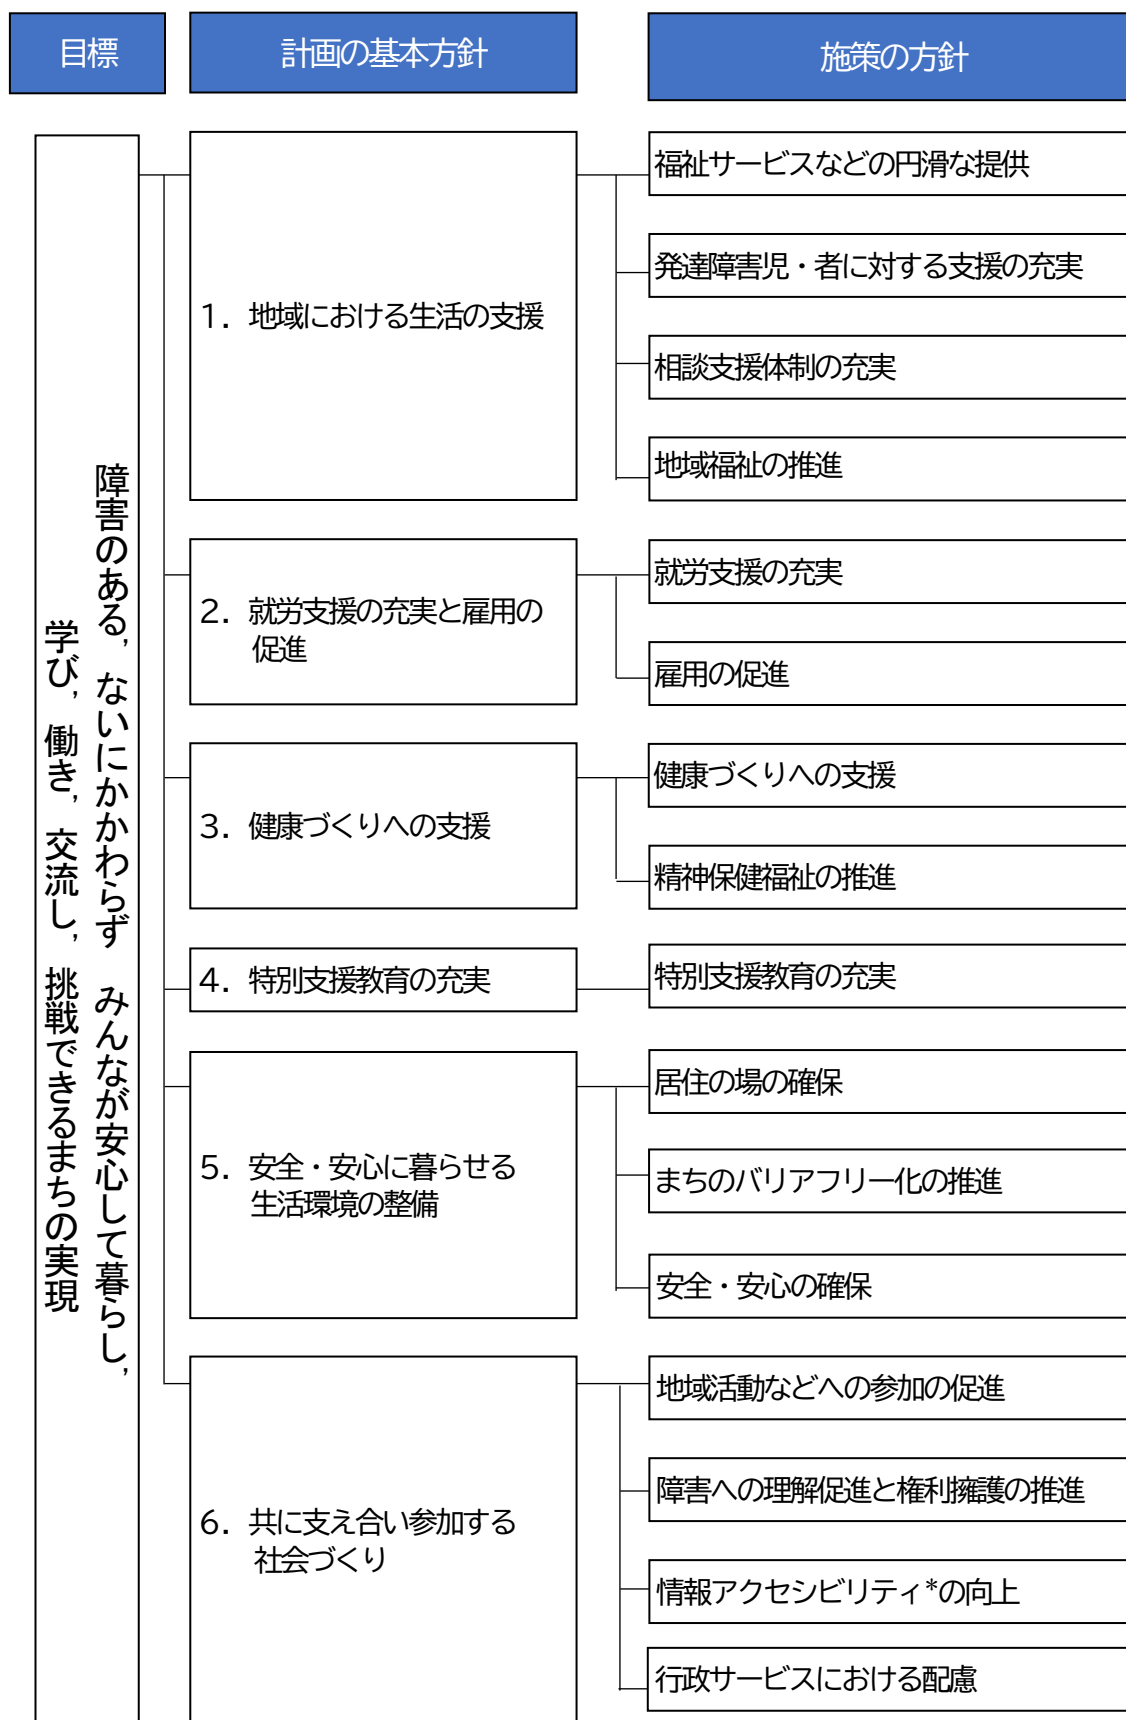 目標
計画の基本方針
施策の方針
障害のある，ないにかかわらず　みんなが安心して暮らし，
学び，働き，交流し，挑戦できるまちの実現
１．地域における生活の支援
福祉サービスなどの円滑な提供
発達障害児・者に対する支援の充実
相談支援体制の充実
地域福祉の推進
２．就労支援の充実と雇用の
促進
就労支援の充実
雇用の促進
３．健康づくりへの支援
健康づくりへの支援
精神保健福祉の推進
４．特別支援教育の充実
特別支援教育の充実
５．安全・安心に暮らせる
生活環境の整備
居住の場の確保
まちのバリアフリー化の推進
安全・安心の確保
６．共に支え合い参加する
社会づくり
地域活動などへの参加の促進
障害への理解促進と権利擁護の推進
情報アクセシビリティ*の向上
行政サービスにおける配慮